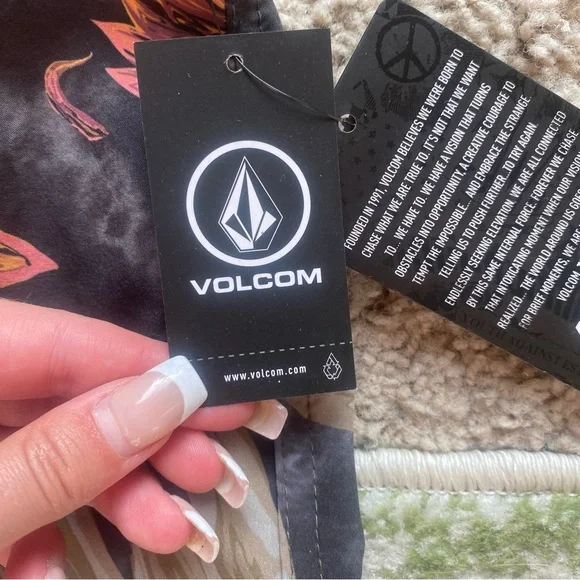 VOLCOM
www.volcom.com
FOUNDED IN 1991, VOLCOM BELIEVES WE WERE BORN TO
CHASE WHAT WE ARE TRUE TO. IT'S NOT THAT WE WANT
TO... WE HAVE TO. WE HAVE A VISION THAT TURNS
OBSTACLES INTO OPPORTUNITY, A CREATIVE COURAGE TO
TEMPT THE IMPOSSIBLE... AND EMBRACE THE STRANGE
TELLING US TO PUSH FURTHER, TO TRY AGAIN
ENDLESSLY SEEKING ELEVATION. WE ARE ALL CONNECTED
BY THIS SAME INTERNAL FORCE. FOREVER WE CHASE
THAT INTOXICATING MOMENT WHEN OUR
REALIZED... THE WORLD AROUND US
FOR BRIEF MOMENTS, WE ARE
VOLCOM
YOUTH AGAINST